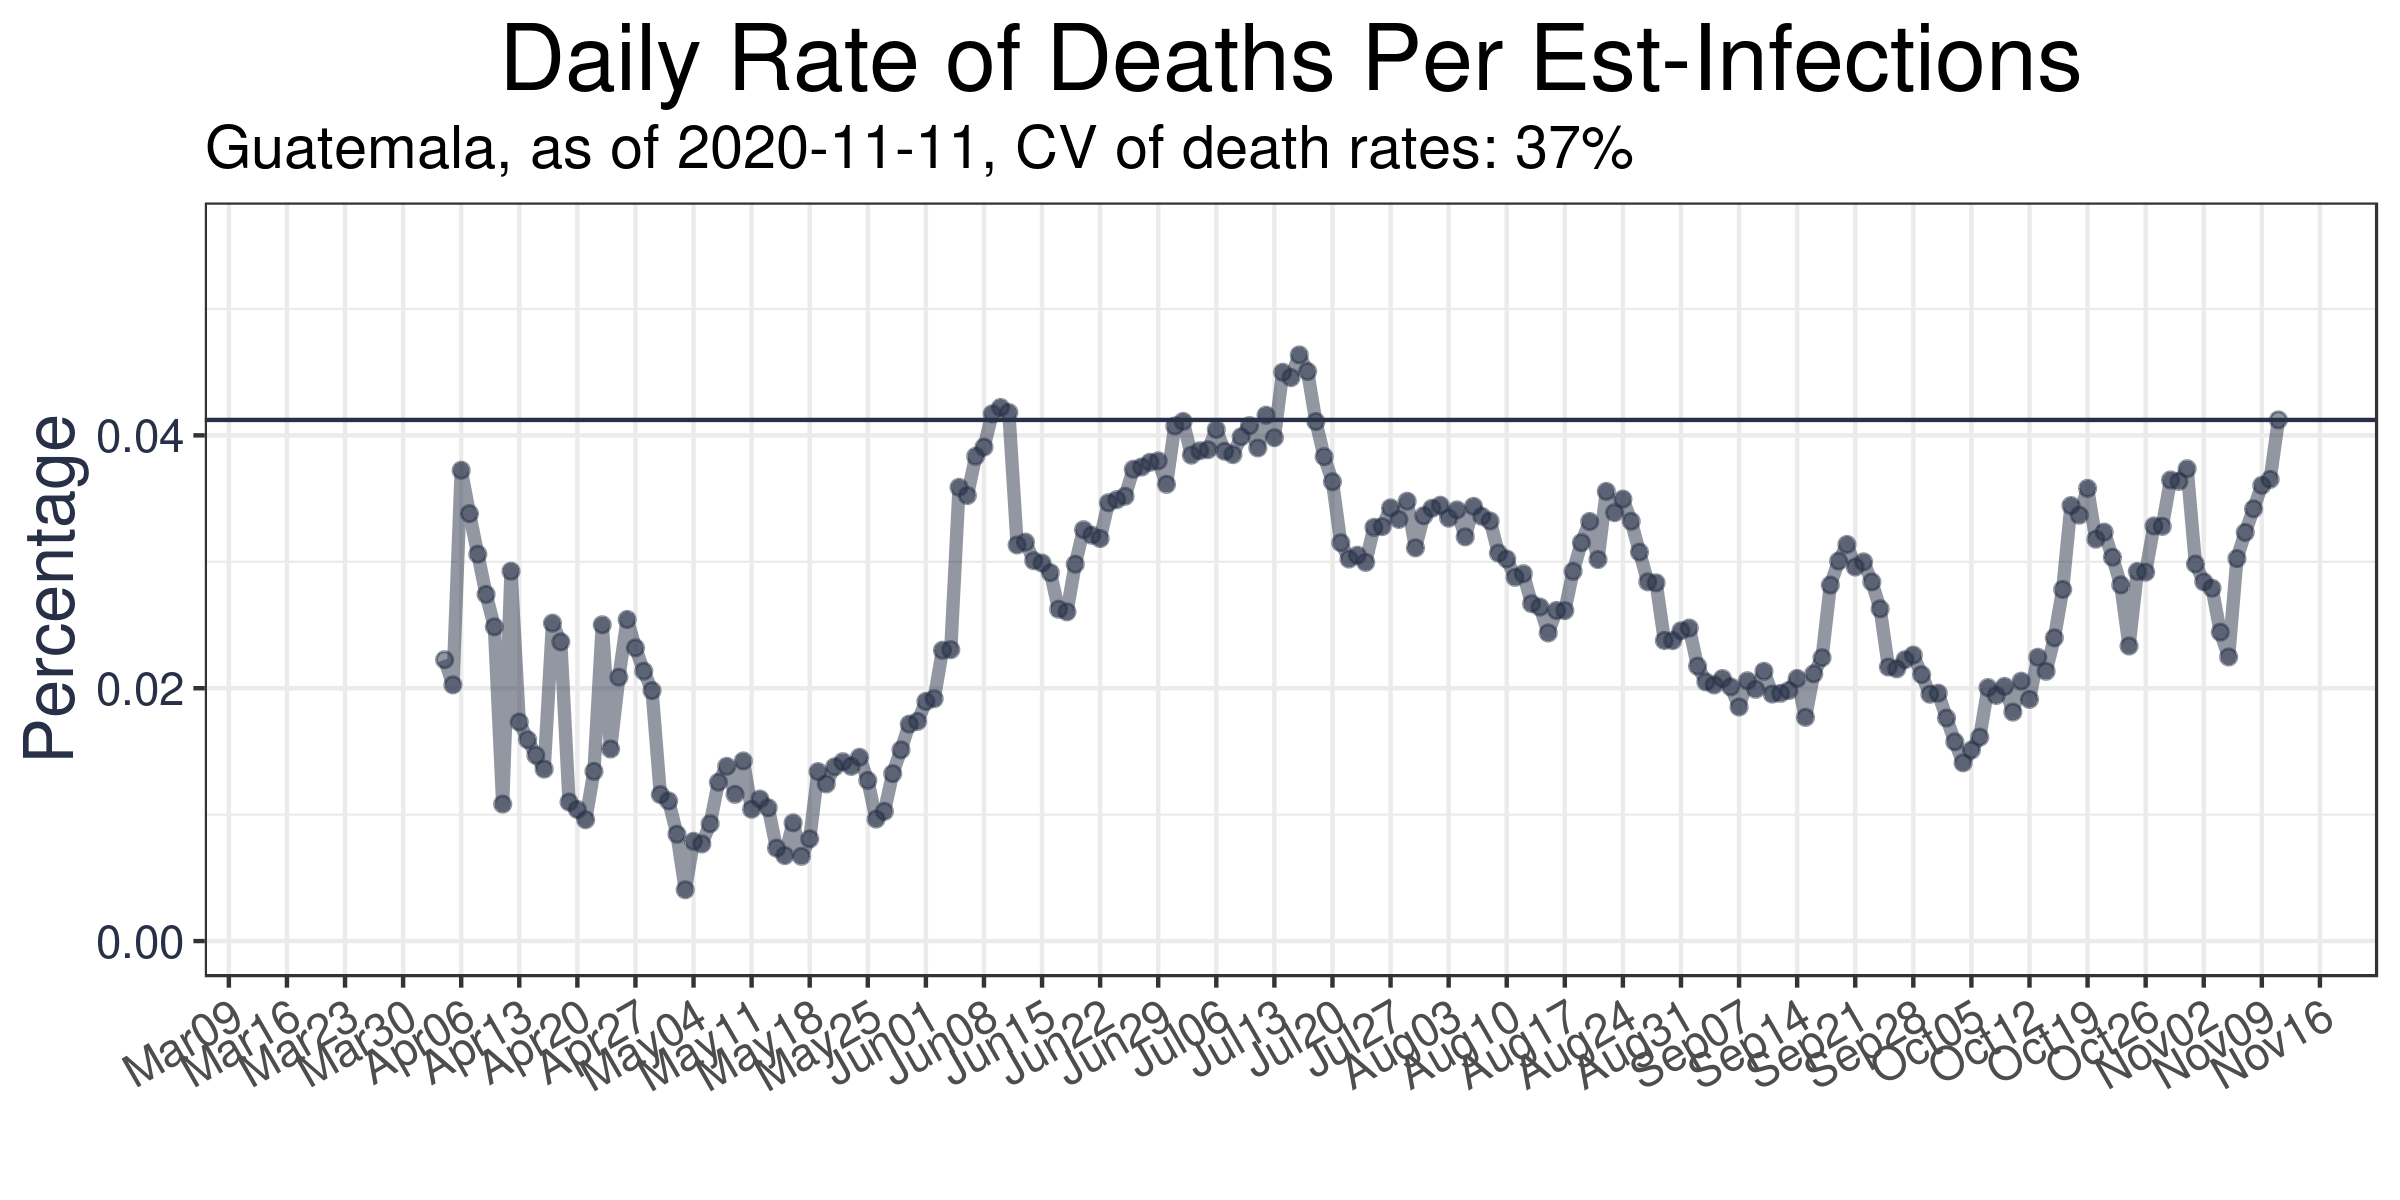 Daily Rate of Deaths Per Est-Infections
Guatemala, as of 2020-11-11, CV of death rates: 37%
Percentage
0.04
0.02
0.00
Mar09
Mar16
Mar23
Mar30
Apr06
Apr13
Apr20
Apr27
May04
May11
May18
May25
Jun01
Jun08
Jun15
Jun22
Jun29
Jul06
Jul13
Jul20
Jul27
Aug03
Aug10
Aug17
Aug24
Aug31
Sep07
Sep14
Sep21
Sep28
Oct05
Oct12
Oct19
Oct26
Nov02
Nov09
Nov16